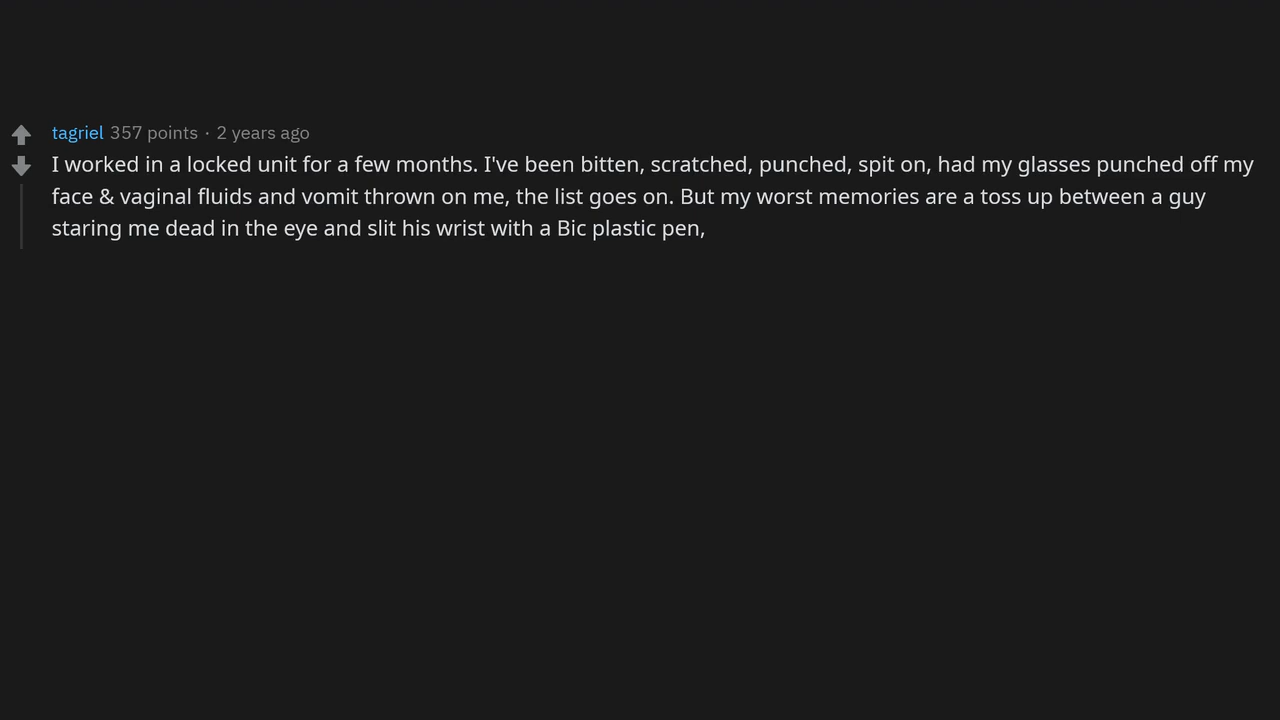 tagriel 357 points · 2 years ago
I worked in a locked unit for a few months. I've been bitten, scratched, punched, spit on, had my glasses punched off my
face & vaginal fluids and vomit thrown on me, the list goes on. But my worst memories are a toss up between a guy
staring me dead in the eye and slit his wrist with a Bic plastic pen,